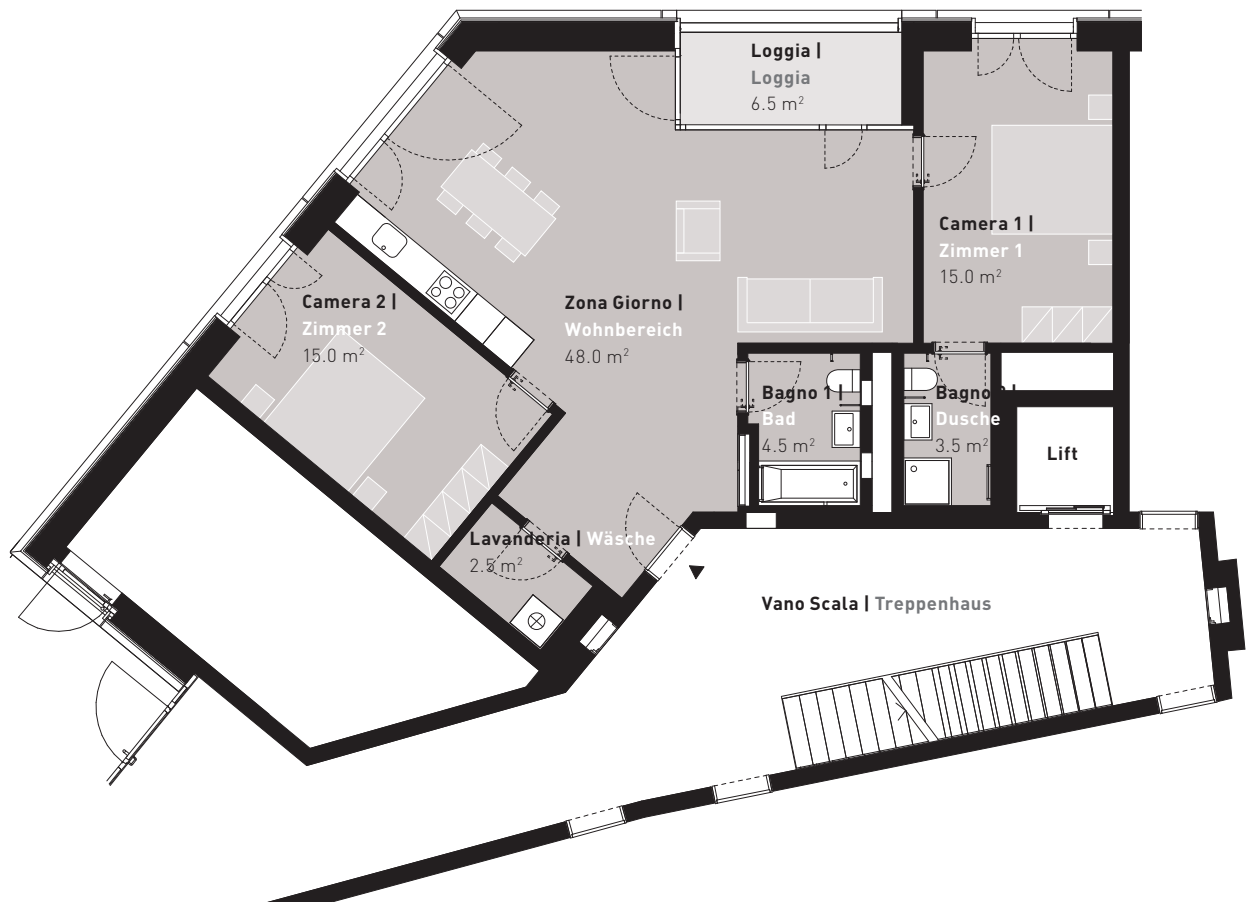 Loggia |
Loggia
6.5 m²
Camera 1 |
Zimmer 1
15.0 m²
Camera 2 |
Zimmer 2
15.0 m²
Zona Giorno |
Wohnbereich
48.0 m²
Bagno 1 |
Bad
4.5 m²
Bagno 2 |
Dusche
3.5 m²
Lift
Lavanderia | Wäsche
2.5 m²
Vano Scala | Treppenhaus